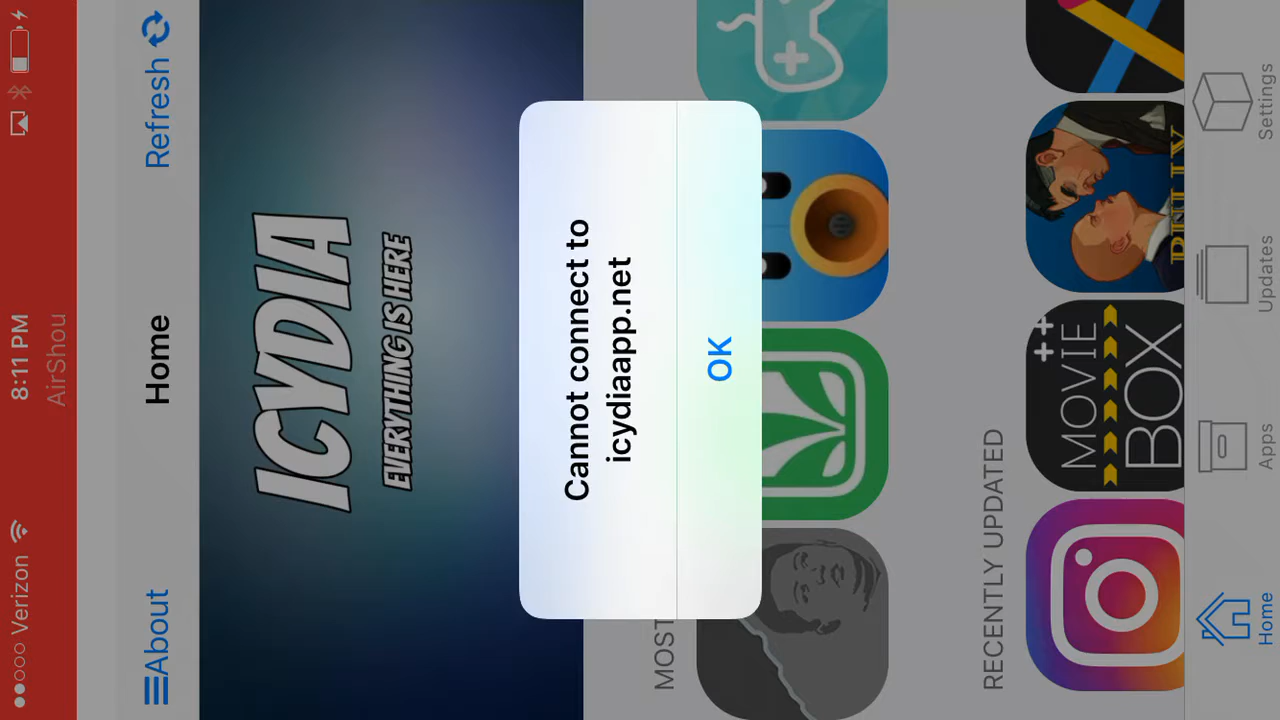 Verizon 8:11 PM
AirShou
About Home Refresh
ICYDIA
EVERYTHING IS HERE
Cannot connect to
icydiaapp.net
OK
MOST
RECENTLY UPDATED
MOVIE
BOX
++
BULLY
Home Apps Updates Settings